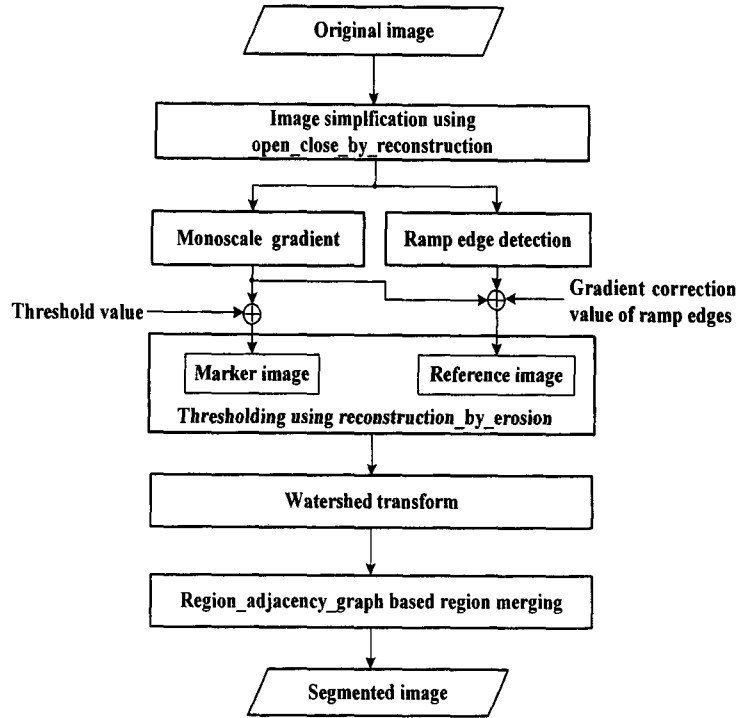 Original image
Image simplfication using
open_close_by_reconstruction
Monoscale gradient
Ramp edge detection
Threshold value
Gradient correction
value of ramp edges
Marker image
Reference image
Thresholding using reconstruction_by_erosion
Watershed transform
Region_adjacency_graph based region merging
Segmented image